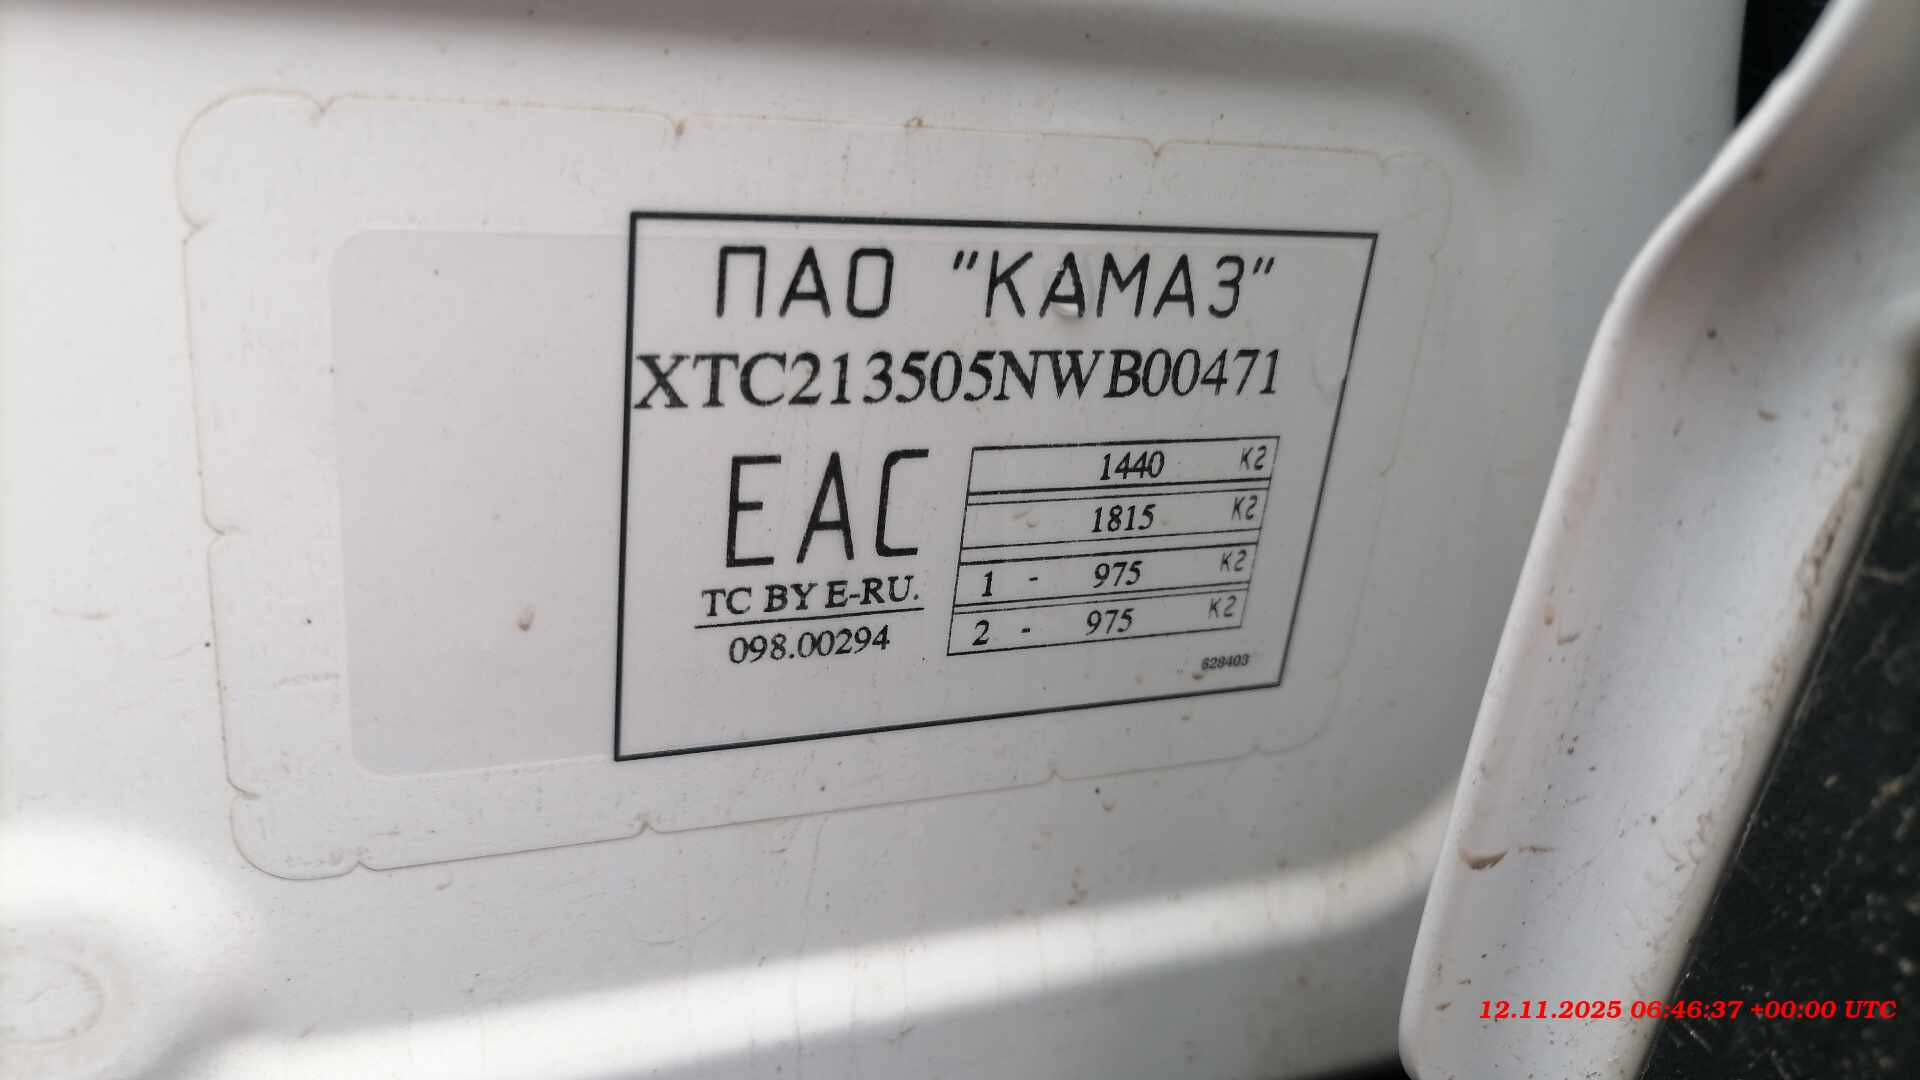 ПАО "КАМАЗ"
XTC213505NWB00471
EAC
TC BY E-RU.
098.00294
1440 кг
1815 кг
1 - 975 кг
2 - 975 кг
628403
12.11.2025 06:46:37 +00:00 UTC